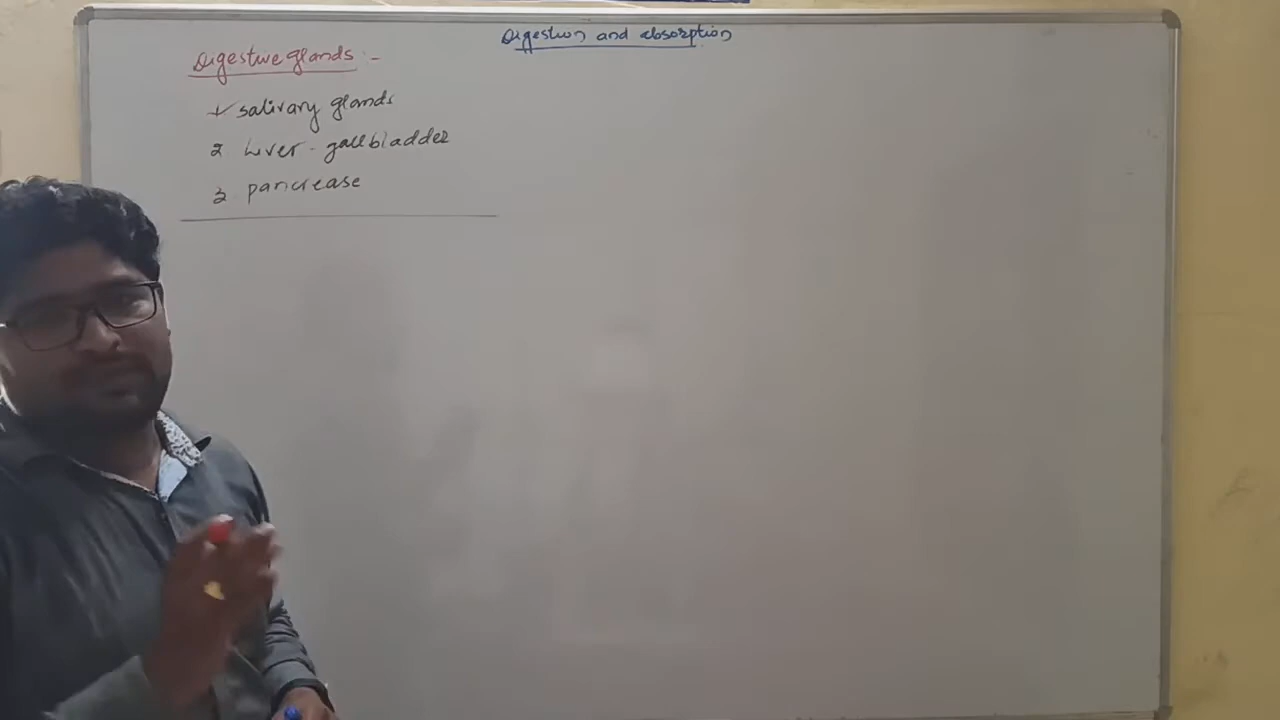 Digestion and absorption
Digestive glands :-
1 salivary glands
2 Liver - gallbladder
3 pancrease